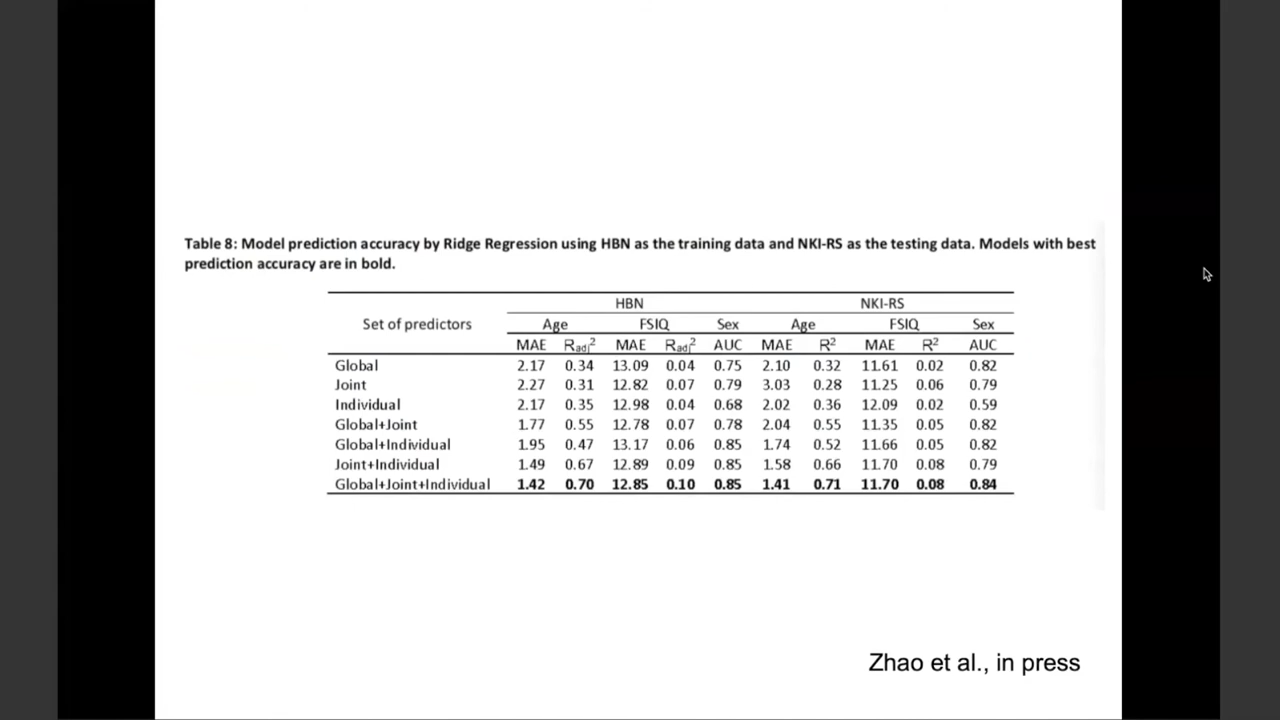 Table 8: Model prediction accuracy by Ridge Regression using HBN as the training data and NKI-RS as the testing data. Models with best
prediction accuracy are in bold.
HBN NKI-RS
Set of predictors Age FSIQ Sex Age FSIQ Sex
MAE Radj² MAE Radj² AUC MAE R² MAE R² AUC
Global 2.17 0.34 13.09 0.04 0.75 2.10 0.32 11.61 0.02 0.82
Joint 2.27 0.31 12.82 0.07 0.79 3.03 0.28 11.25 0.06 0.79
Individual 2.17 0.35 12.98 0.04 0.68 2.02 0.36 12.09 0.02 0.59
Global+Joint 1.77 0.55 12.78 0.07 0.78 2.04 0.55 11.35 0.05 0.82
Global+Individual 1.95 0.47 13.17 0.06 0.85 1.74 0.52 11.66 0.05 0.82
Joint+Individual 1.49 0.67 12.89 0.09 0.85 1.58 0.66 11.70 0.08 0.79
Global+Joint+Individual 1.42 0.70 12.85 0.10 0.85 1.41 0.71 11.70 0.08 0.84
Zhao et al., in press